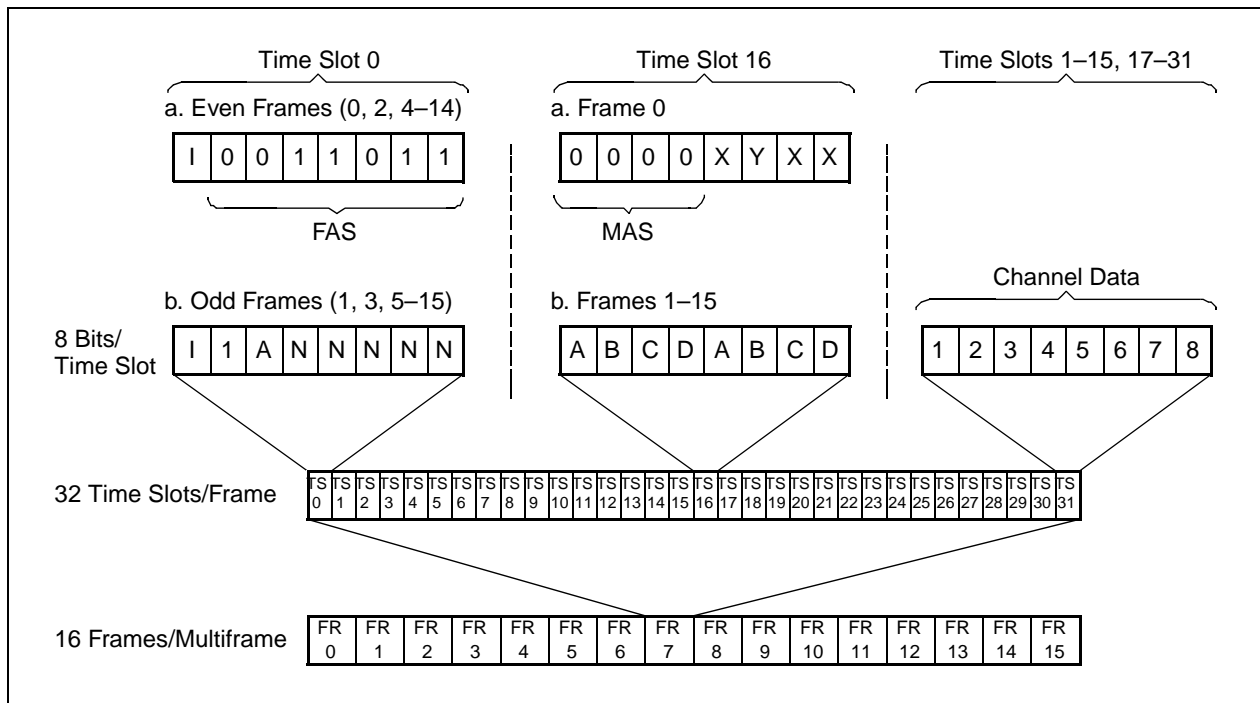 Time Slot 0 Time Slot 16 Time Slots 1–15, 17–31
a. Even Frames (0, 2, 4–14) a. Frame 0
I 0 0 1 1 0 1 1 0 0 0 0 X Y X X
FAS MAS
Channel Data
b. Odd Frames (1, 3, 5–15) b. Frames 1–15
8 Bits/
Time Slot
I 1 A N N N N N A B C D A B C D 1 2 3 4 5 6 7 8
32 Time Slots/Frame
TS TS TS TS TS TS TS TS TS TS TS TS TS TS TS TS TS TS TS TS TS TS TS TS TS TS TS TS TS TS TS TS
0 1 2 3 4 5 6 7 8 9 10 11 12 13 14 15 16 17 18 19 20 21 22 23 24 25 26 27 28 29 30 31
16 Frames/Multiframe
FR FR FR FR FR FR FR FR FR FR FR FR FR FR FR FR
0 1 2 3 4 5 6 7 8 9 10 11 12 13 14 15